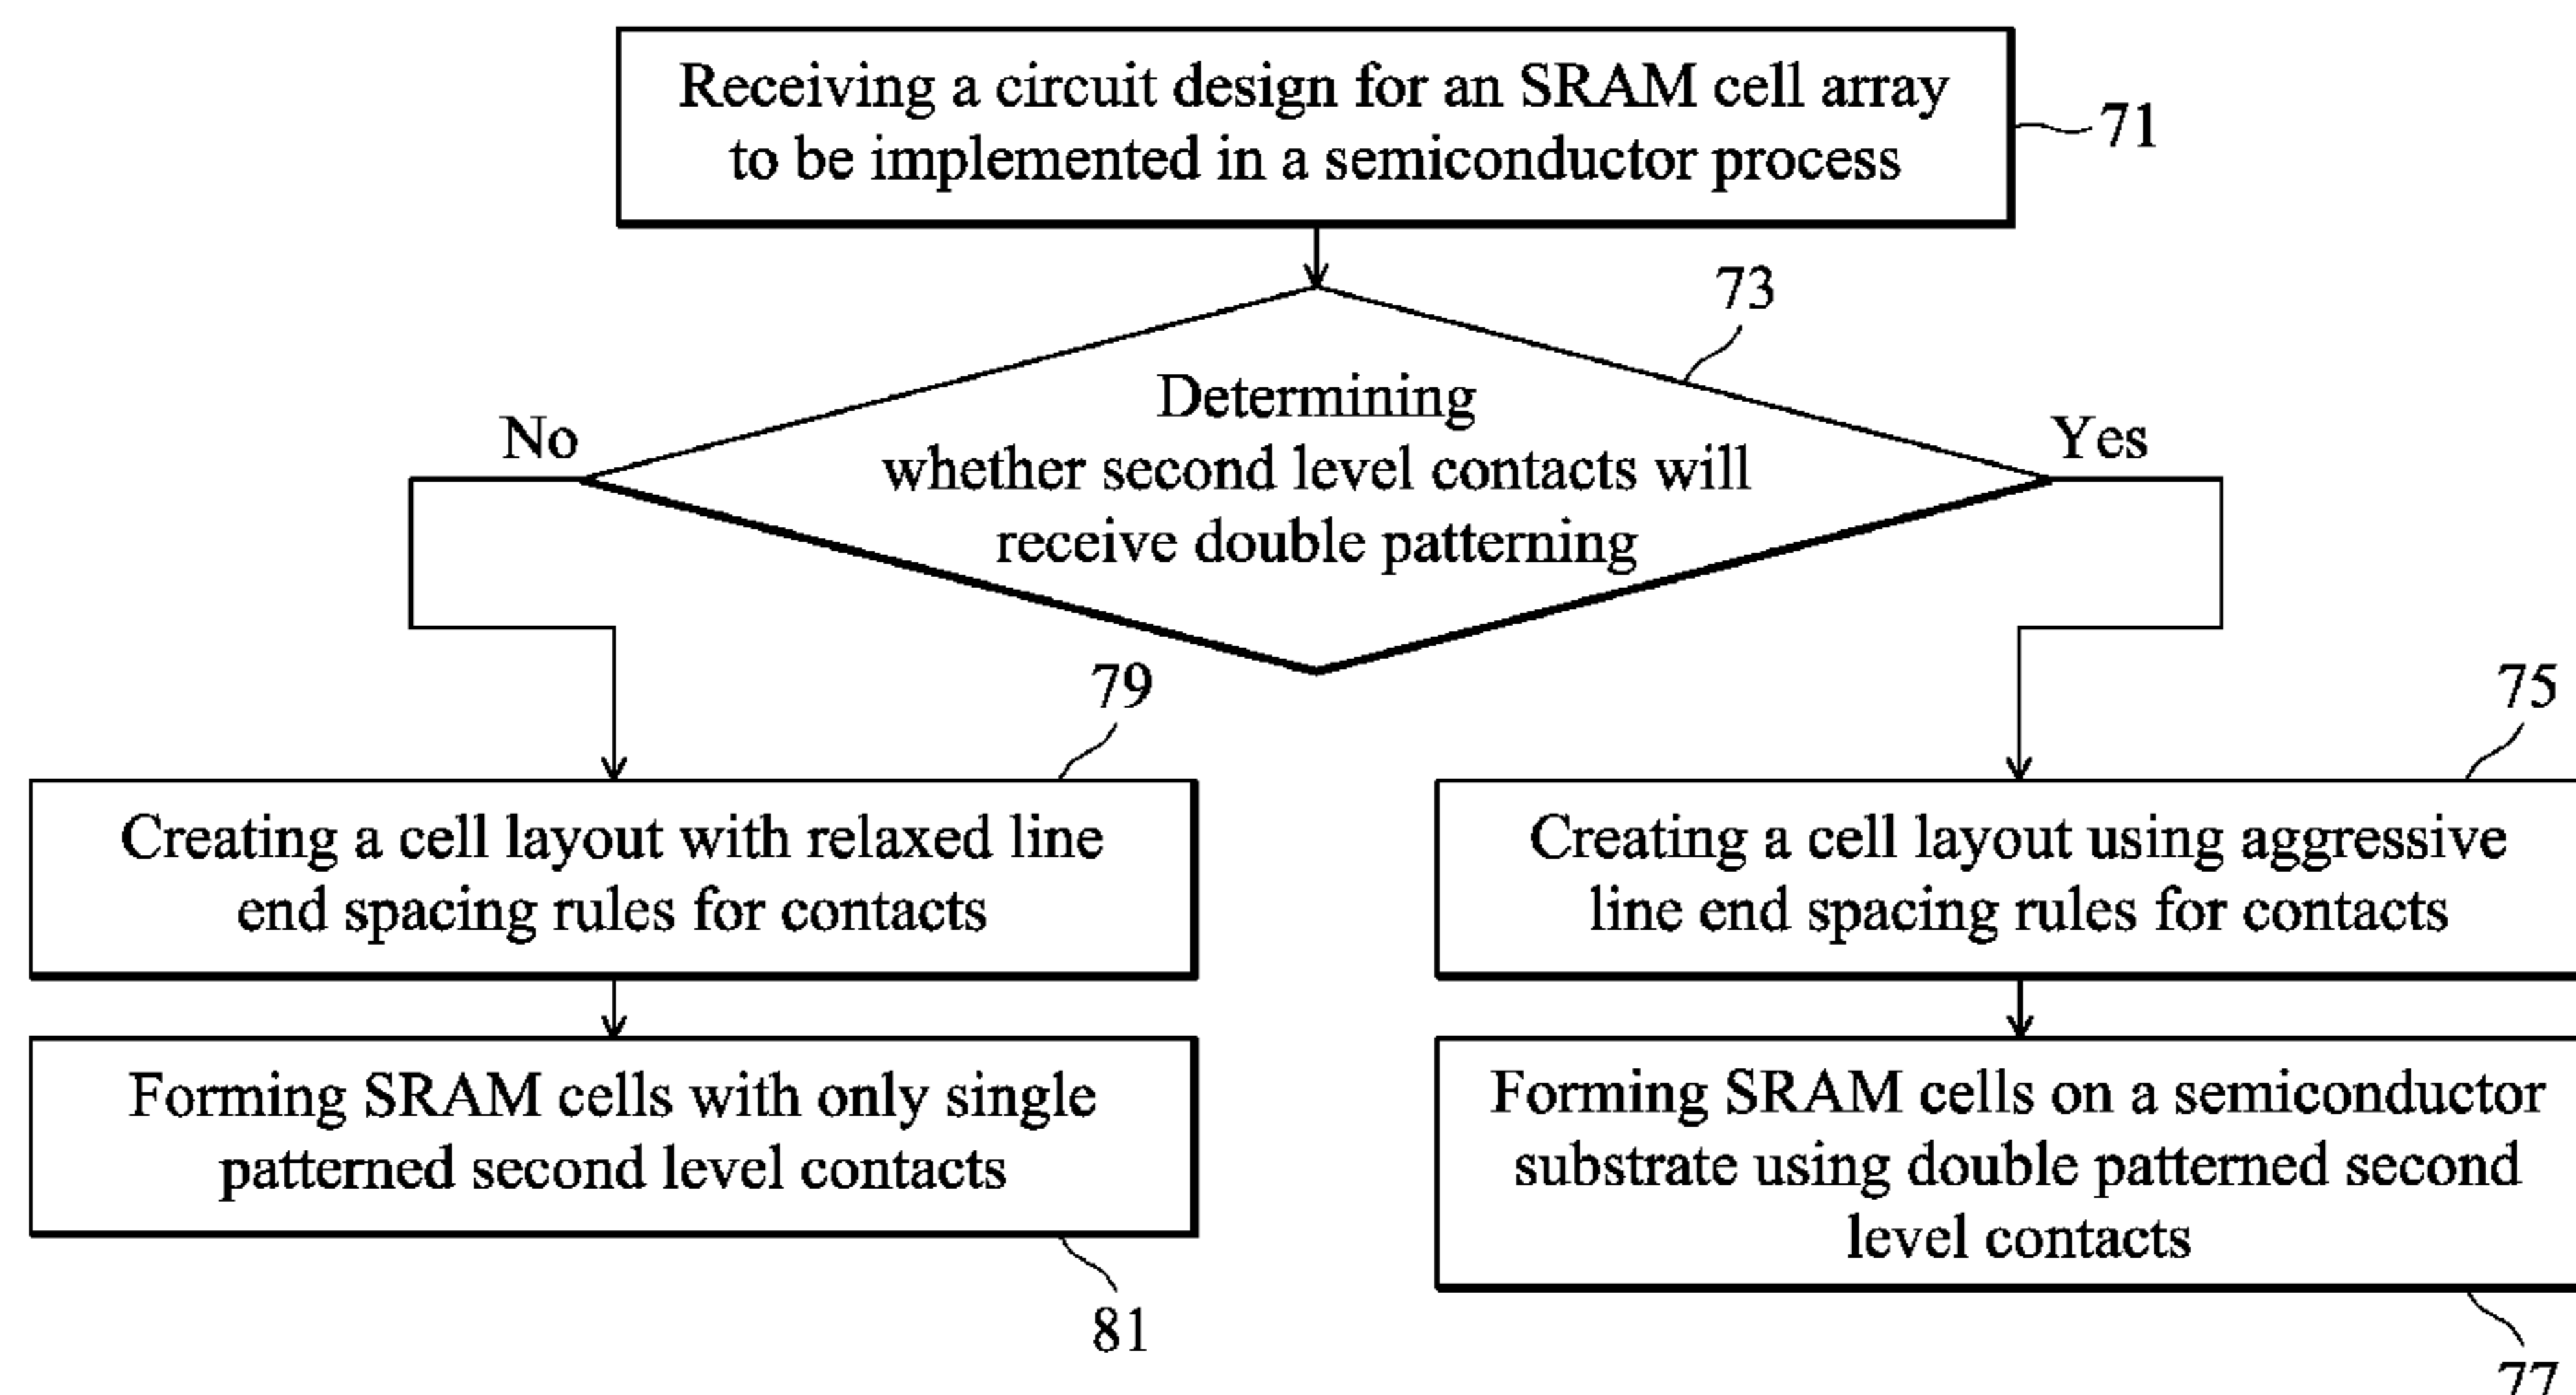 Receiving a circuit design for an SRAM cell array
to be implemented in a semiconductor process
71
73
Determining
whether second level contacts will
receive double patterning
No
Yes
79
75
Creating a cell layout with relaxed line
end spacing rules for contacts
Creating a cell layout using aggressive
line end spacing rules for contacts
Forming SRAM cells with only single
patterned second level contacts
Forming SRAM cells on a semiconductor
substrate using double patterned second
level contacts
81
77